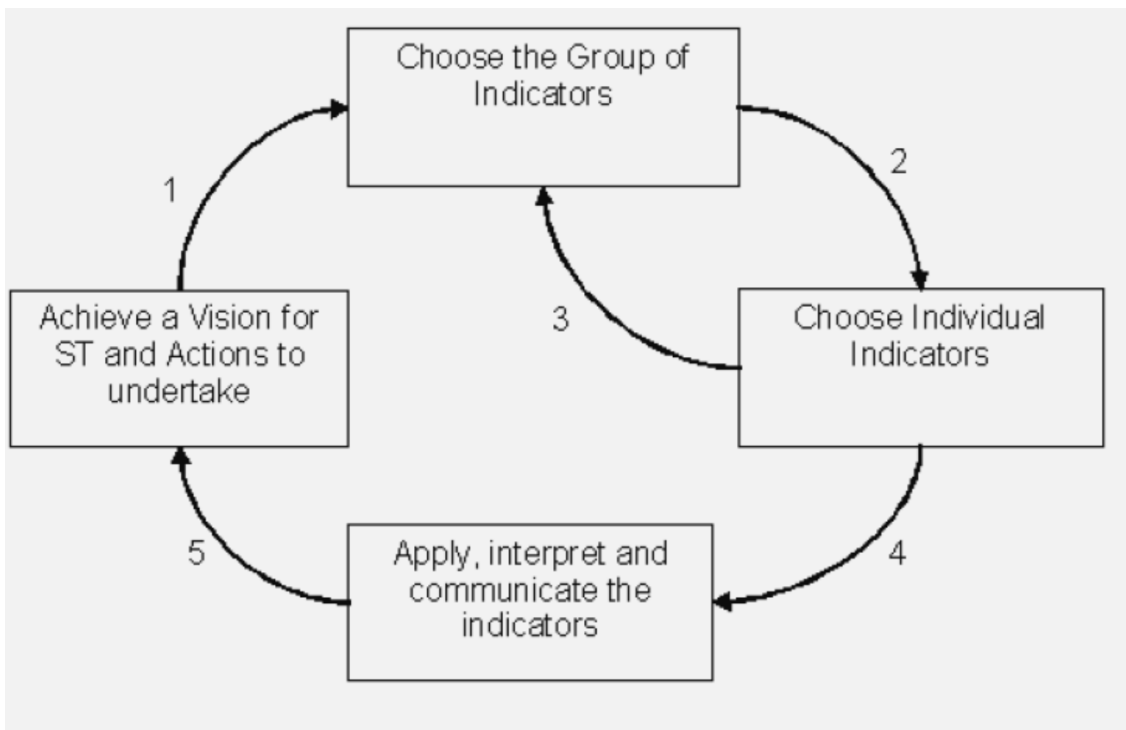 Choose the Group of
Indicators
1
2
Achieve a Vision for
ST and Actions to
undertake
3
Choose Individual
Indicators
5
Apply, interpret and
communicate the
indicators
4